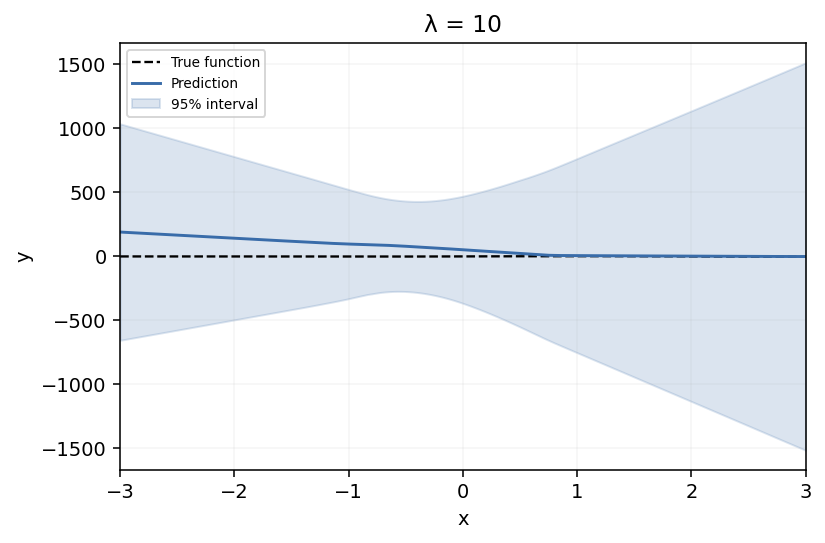 λ = 10
True function
Prediction
95% interval
1500
1000
500
0
−500
−1000
−1500
y
−3
−2
−1
0
1
2
3
x